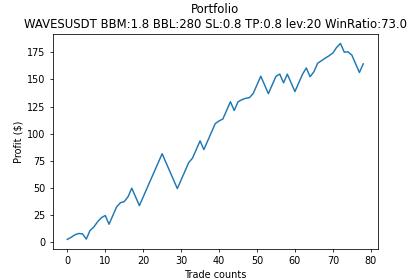 Portfolio
WAVESUSDT BBM:1.8 BBL:280 SL:0.8 TP:0.8 lev:20 WinRatio:73.0
175
150
125
100
75
50
25
0
Profit ($)
0 10 20 30 40 50 60 70 80
Trade counts